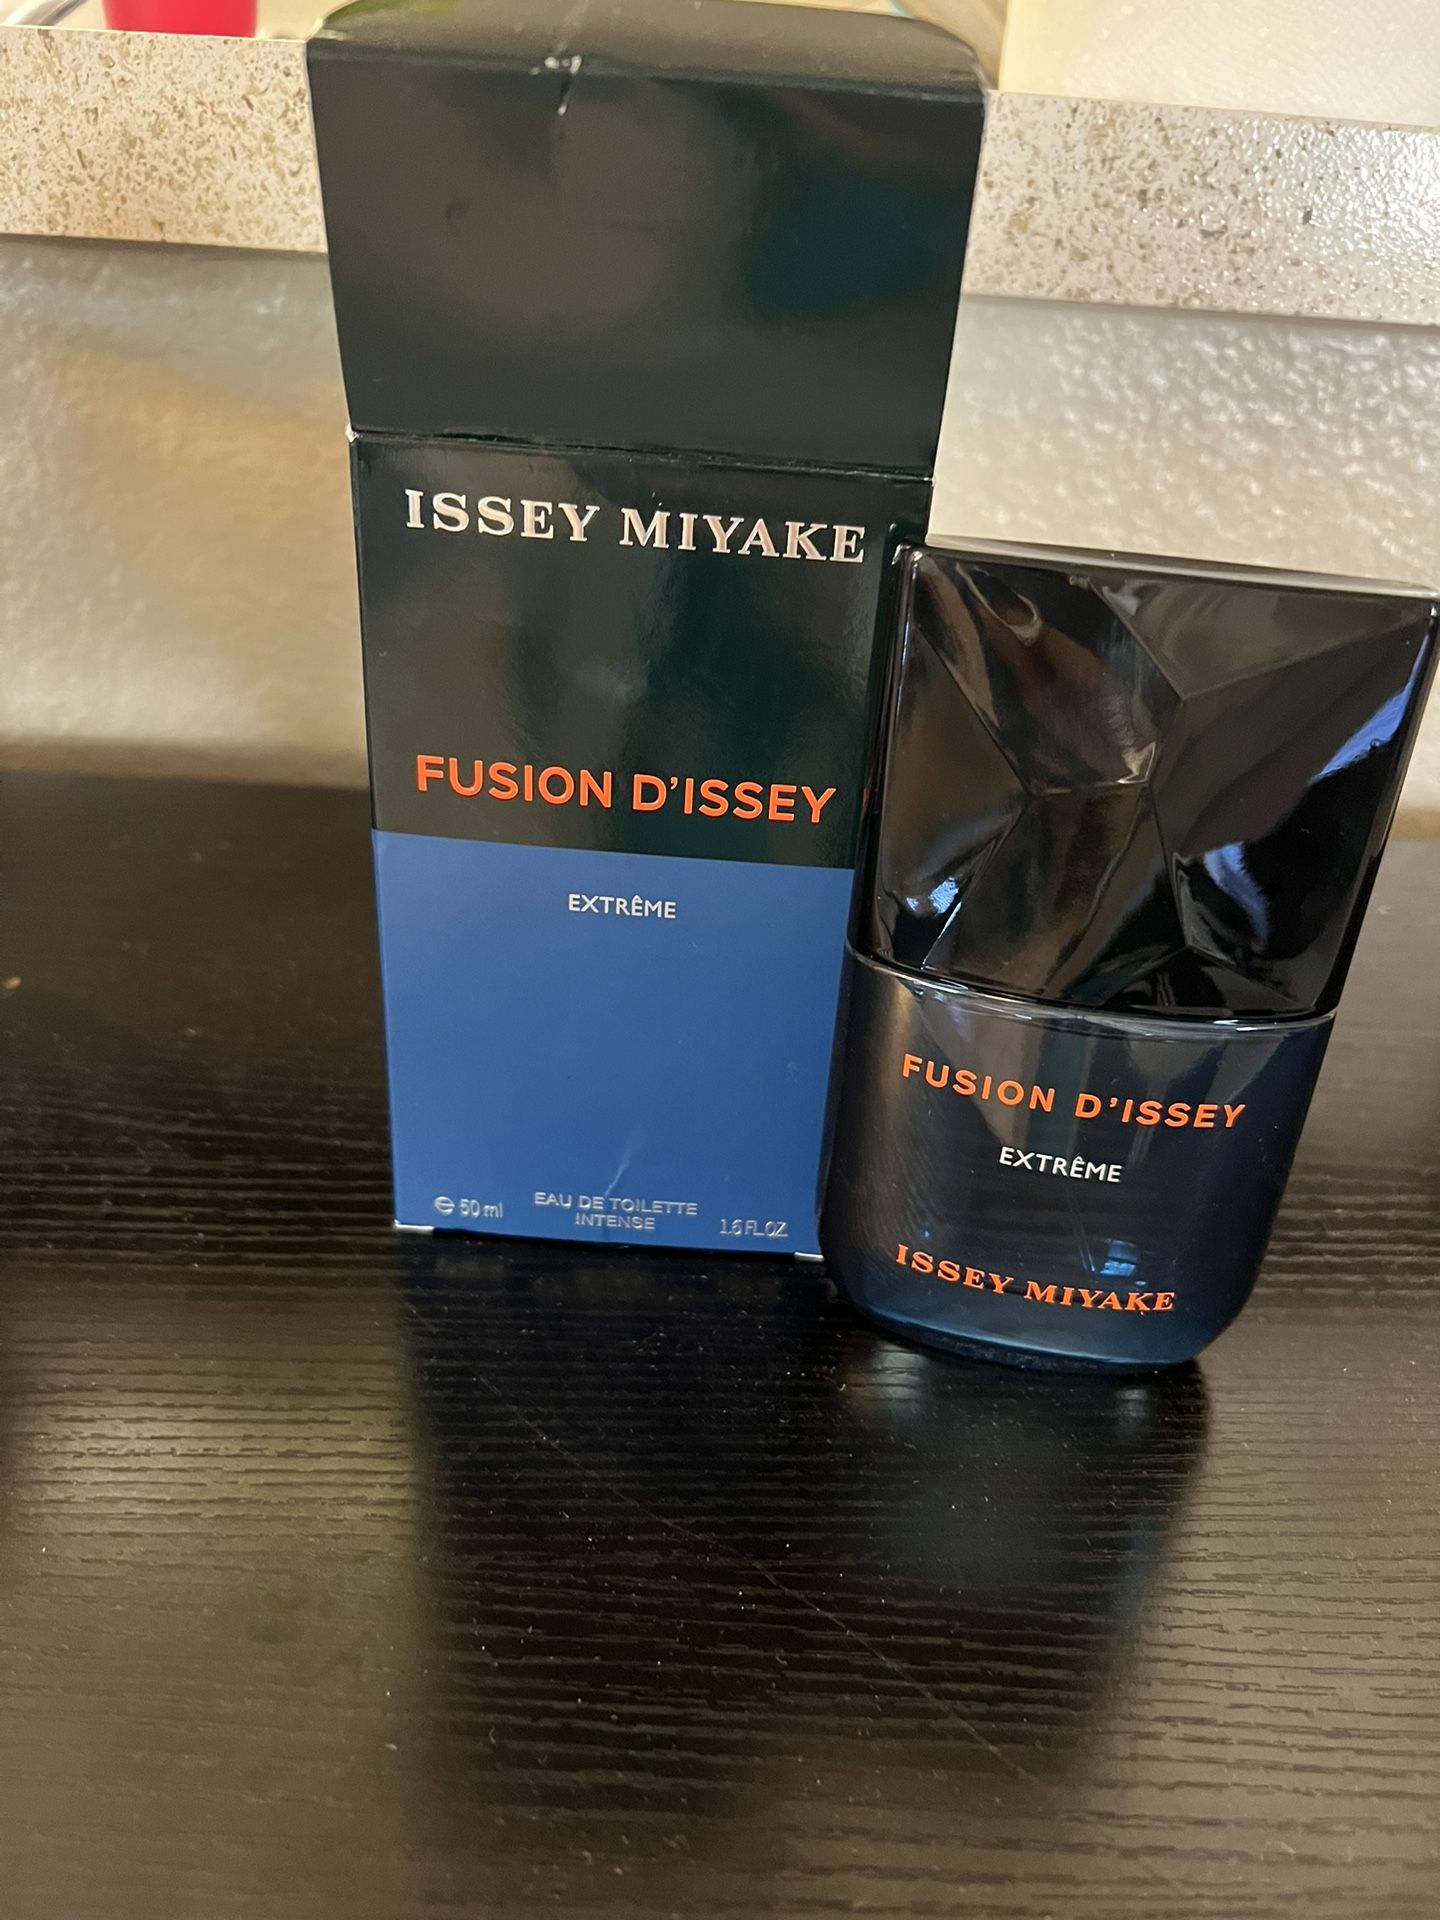 ISSEY MIYAKE
FUSION D'ISSEY
EXTRÊME
℮ 50 ml
EAU DE TOILETTE
INTENSE
1.6 FL.OZ
FUSION D'ISSEY
EXTRÊME
ISSEY MIYAKE